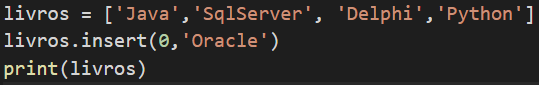 livros = ['Java','SqlServer', 'Delphi','Python']
livros.insert(0,'Oracle')
print(livros)